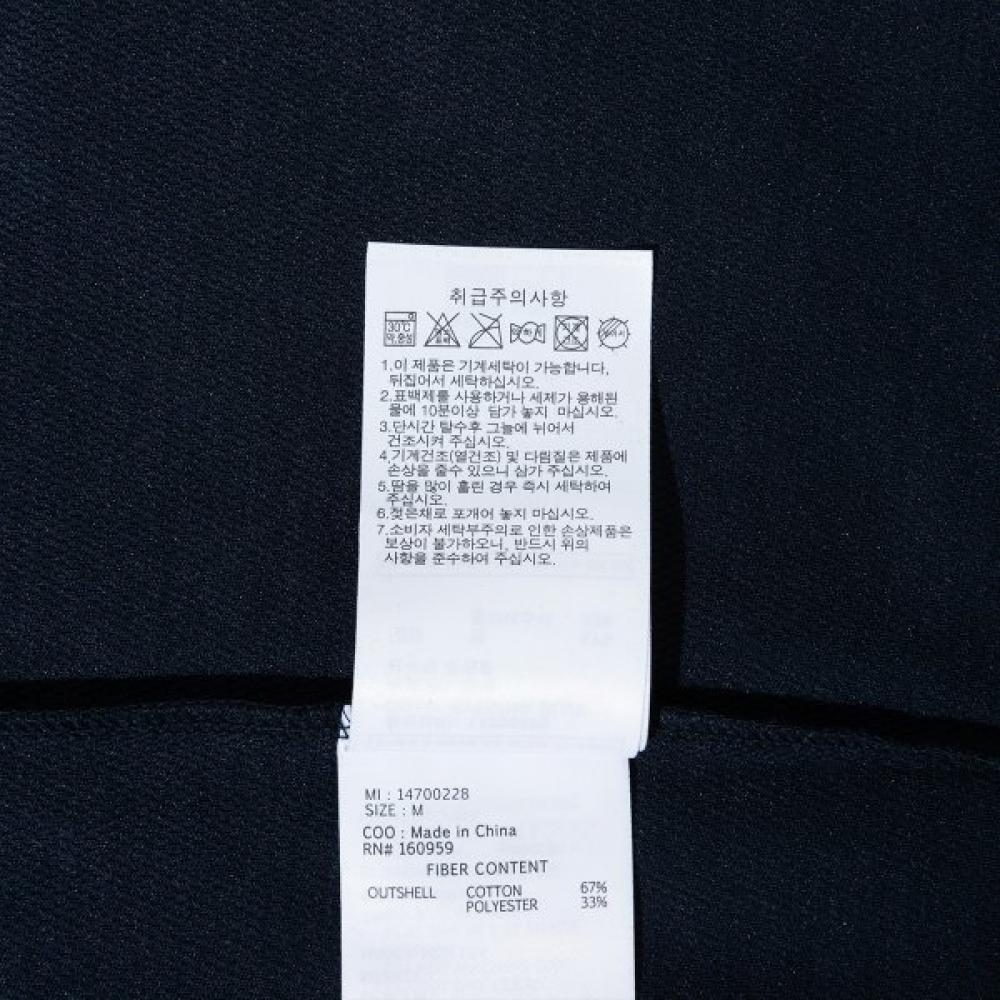 취급주의사항
30℃
약.중성
1.이 제품은 기계세탁이 가능합니다,
뒤집어서 세탁하십시오.
2.표백제를 사용하거나 세제가 용해된
물에 10분이상 담가 놓지 마십시오.
3.단시간 탈수후 그늘에 뉘어서
건조시켜 주십시오.
4.기계건조(열건조) 및 다림질은 제품에
손상을 줄수 있으니 삼가 주십시오.
5.땀을 많이 흘린 경우 즉시 세탁하여
주십시오.
6.젖은채로 포개어 놓지 마십시오.
7.소비자 세탁부주의로 인한 손상제품은
보상이 불가하오니, 반드시 위의
사항을 준수하여 주십시오.
MI : 14700228
SIZE : M
COO : Made in China
RN# 160959
FIBER CONTENT
OUTSHELL COTTON 67%
POLYESTER 33%